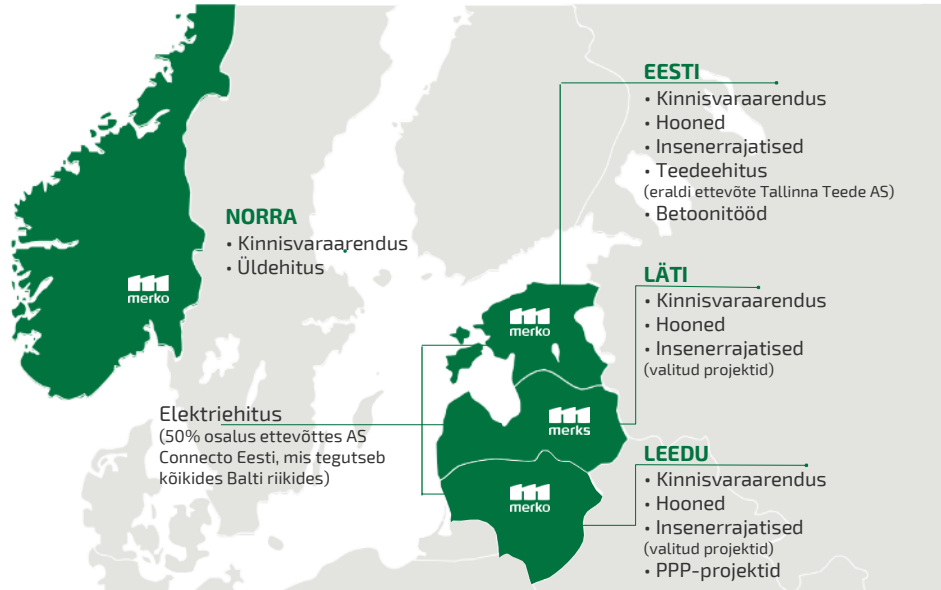 EESTI
• Kinnisvaraarendus
• Hooned
• Insenerrajatised
• Teedeehitus
(eraldi ettevõte Tallinna Teede AS)
• Betoonitööd
NORRA
• Kinnisvaraarendus
• Üldehitus
merko
merko
LÄTI
• Kinnisvaraarendus
• Hooned
• Insenerrajatised
(valitud projektid)
merks
Elektriehitus
(50% osalus ettevõttes AS
Connecto Eesti, mis tegutseb
kõikides Balti riikides)
merko
LEEDU
• Kinnisvaraarendus
• Hooned
• Insenerrajatised
(valitud projektid)
• PPP-projektid